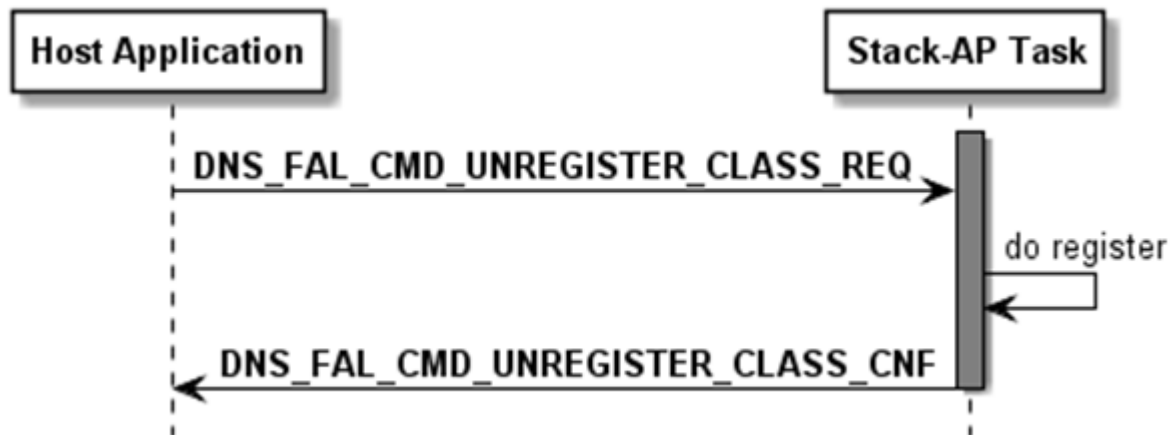 Host Application
Stack-AP Task
DNS_FAL_CMD_UNREGISTER_CLASS_REQ
do register
DNS_FAL_CMD_UNREGISTER_CLASS_CNF